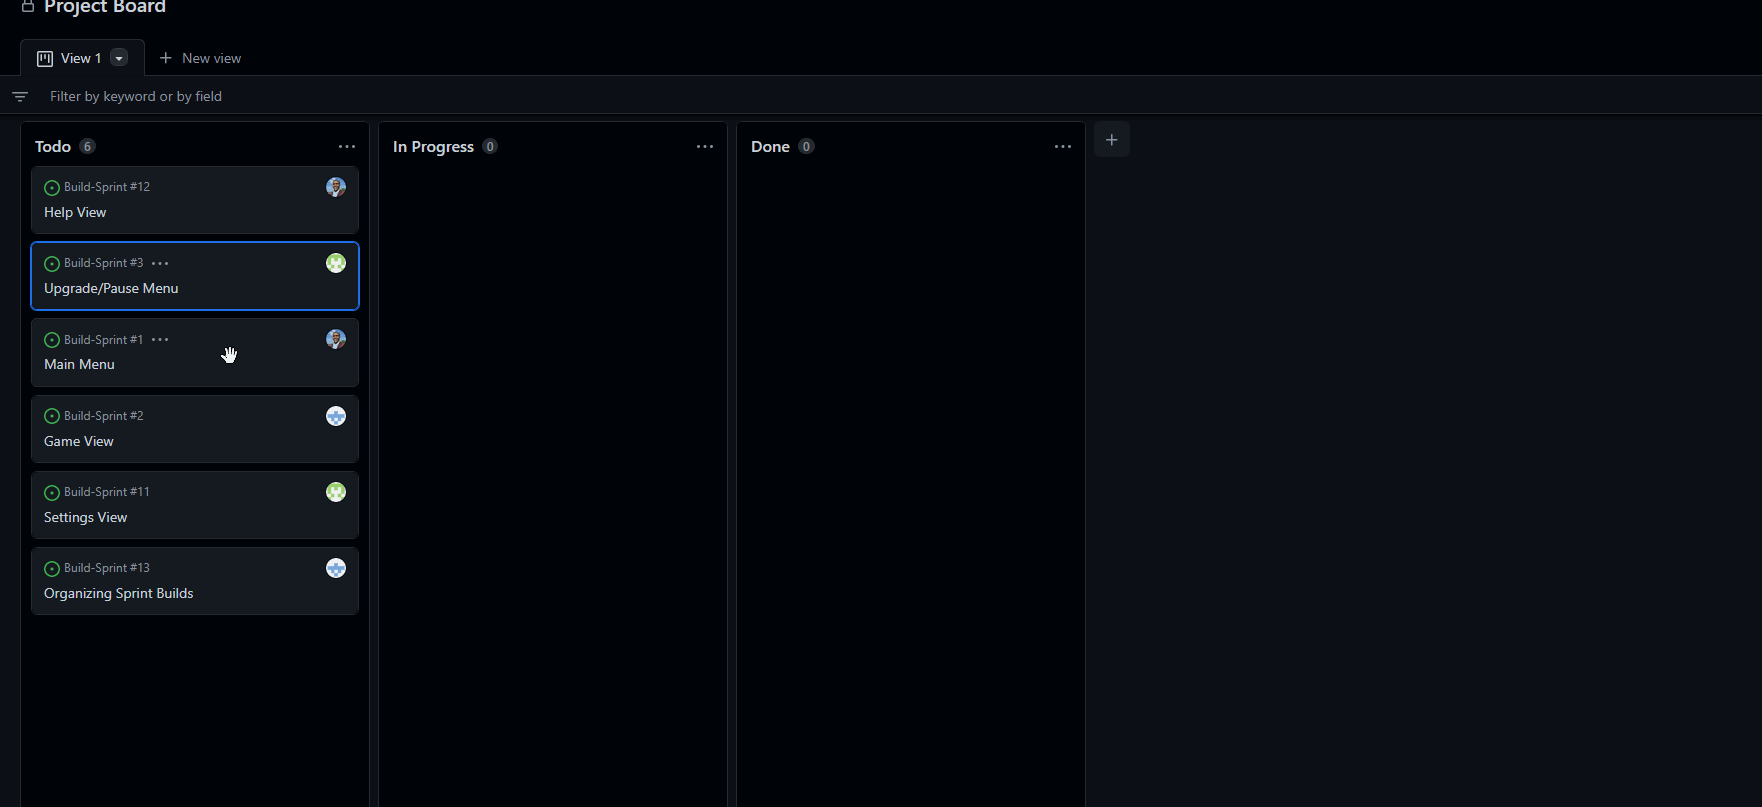 Project Board
View 1
New view
Filter by keyword or by field
Todo 6
Build-Sprint #12
Help View
Build-Sprint #3
Upgrade/Pause Menu
Build-Sprint #1
Main Menu
Build-Sprint #2
Game View
Build-Sprint #11
Settings View
Build-Sprint #13
Organizing Sprint Builds
In Progress 0
Done 0